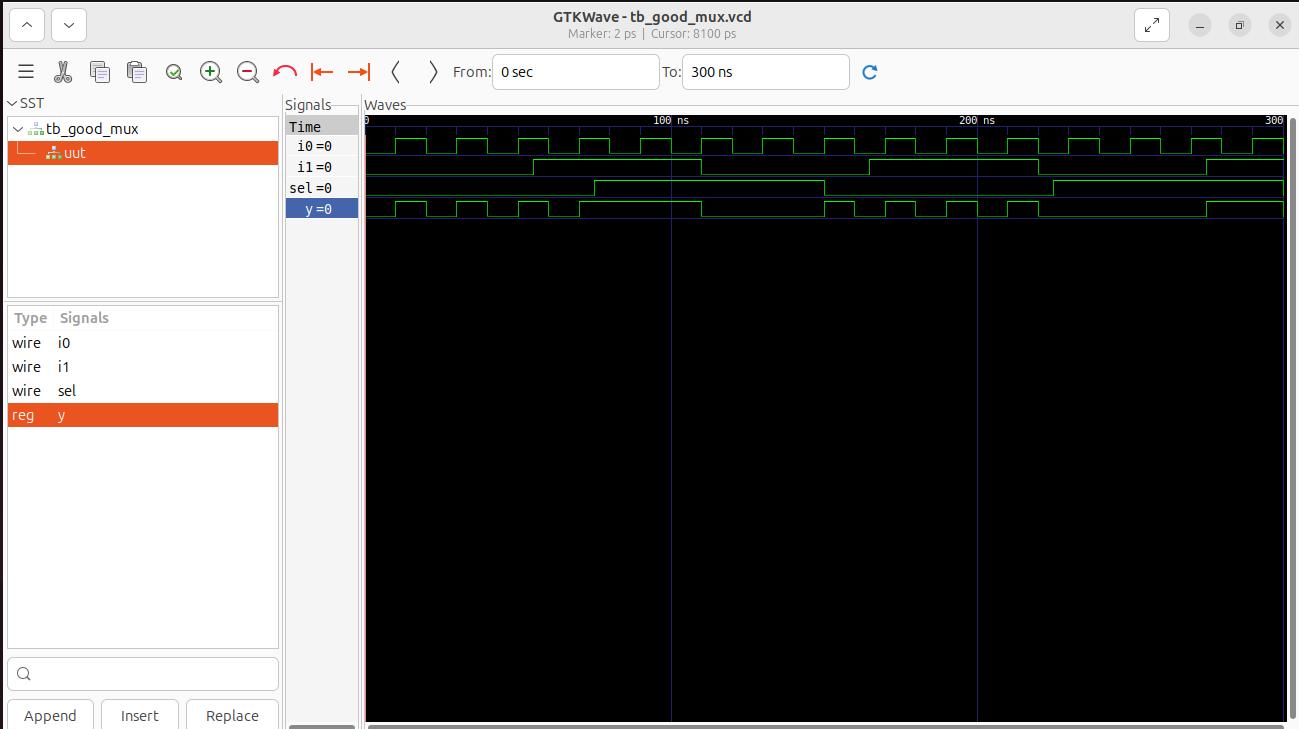 GTKWave - tb_good_mux.vcd
Marker: 2 ps | Cursor: 8100 ps
From: 0 sec To: 300 ns
SST
tb_good_mux
uut
Type Signals
wire i0
wire i1
wire sel
reg y
Append Insert Replace
Signals
Time
i0 =0
i1 =0
sel =0
y =0
Waves
0 100 ns 200 ns 300